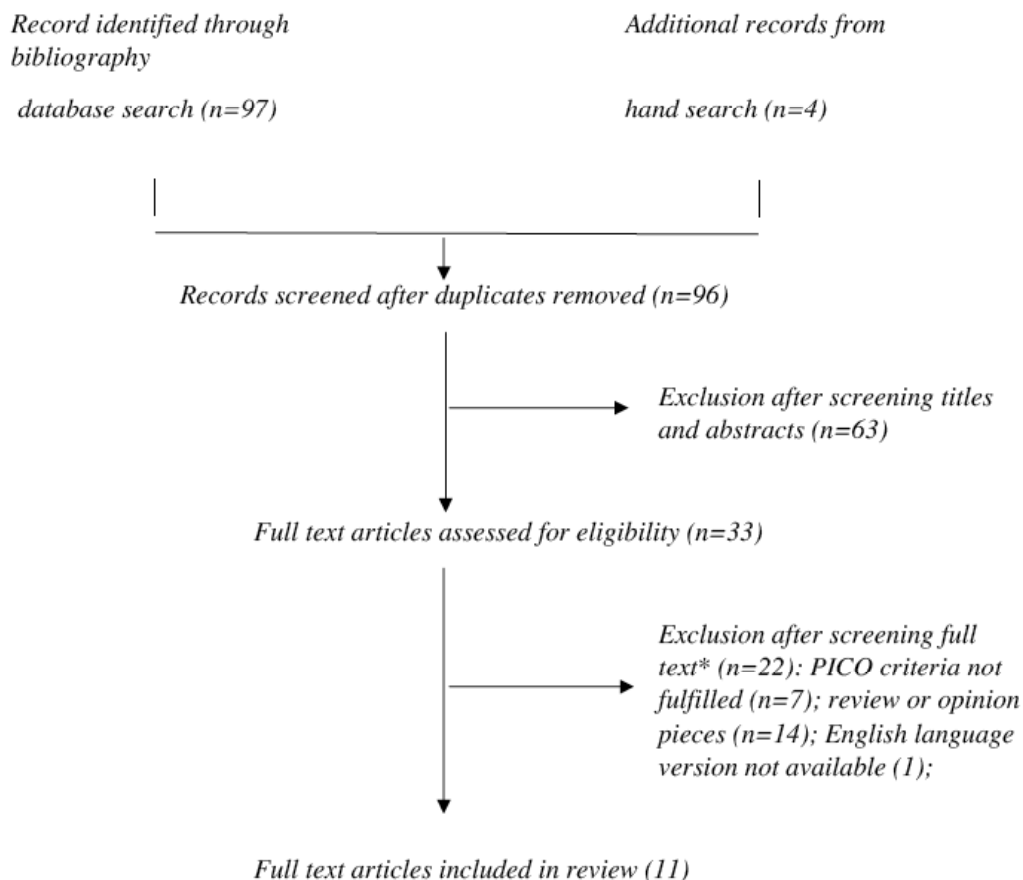 Record identified through
bibliography
database search (n=97)
Additional records from
hand search (n=4)
Records screened after duplicates removed (n=96)
Exclusion after screening titles
and abstracts (n=63)
Full text articles assessed for eligibility (n=33)
Exclusion after screening full
text* (n=22): PICO criteria not
fulfilled (n=7); review or opinion
pieces (n=14); English language
version not available (1);
Full text articles included in review (11)